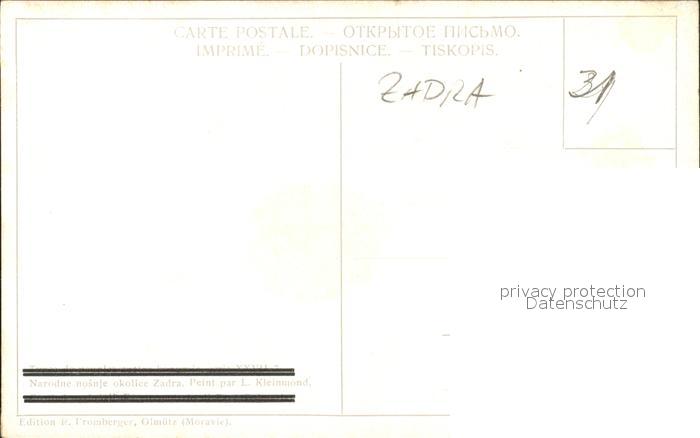 CARTE POSTALE. — ОТКРЫТОЕ ПИСЬМО.
IMPRIMÉ. — DOPISNICE. — TISKOPIS.
ZADRA
31
privacy protection
Datenschutz
Narodne nošnje okolice Zadra. Peint par L. Kleinmond,
Edition R. Fromberger, Olmütz (Moravie).